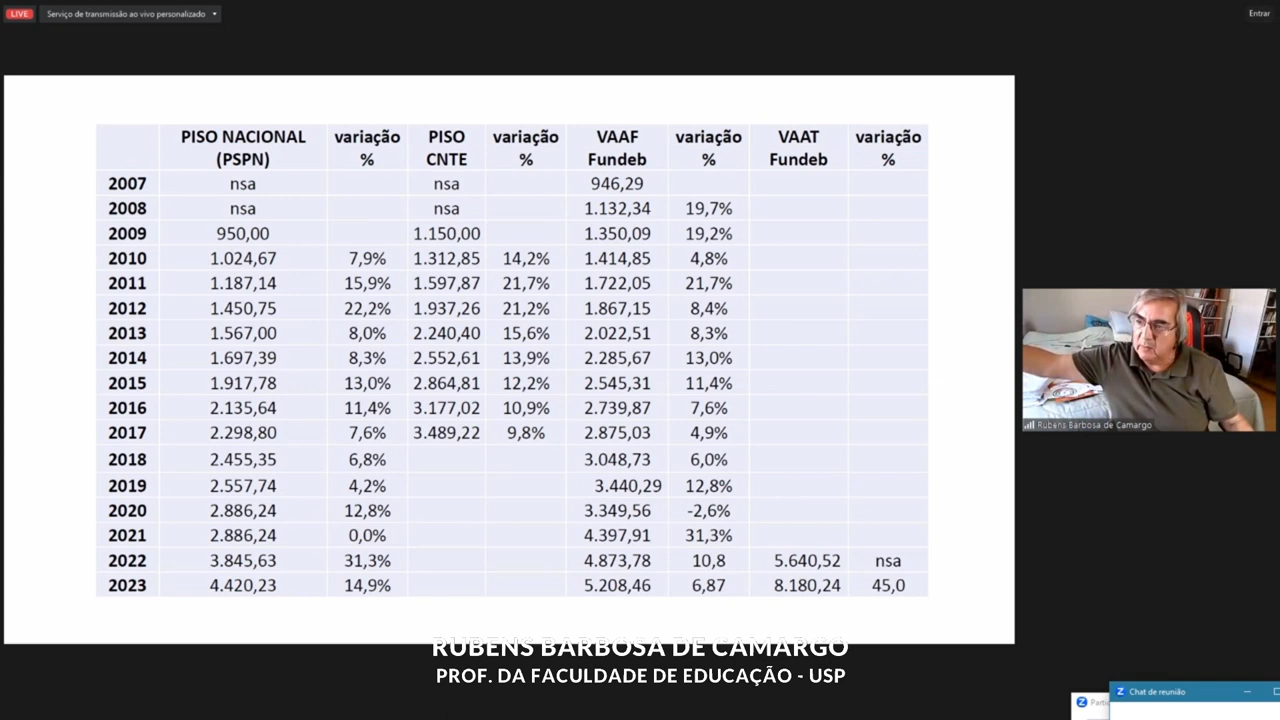 LIVE Serviço de transmissão ao vivo personalizado Entrar
PISO NACIONAL (PSPN) variação % PISO CNTE variação % VAAF Fundeb variação % VAAT Fundeb variação %
2007 nsa nsa 946,29
2008 nsa nsa 1.132,34 19,7%
2009 950,00 1.150,00 1.350,09 19,2%
2010 1.024,67 7,9% 1.312,85 14,2% 1.414,85 4,8%
2011 1.187,14 15,9% 1.597,87 21,7% 1.722,05 21,7%
2012 1.450,75 22,2% 1.937,26 21,2% 1.867,15 8,4%
2013 1.567,00 8,0% 2.240,40 15,6% 2.022,51 8,3%
2014 1.697,39 8,3% 2.552,61 13,9% 2.285,67 13,0%
2015 1.917,78 13,0% 2.864,81 12,2% 2.545,31 11,4%
2016 2.135,64 11,4% 3.177,02 10,9% 2.739,87 7,6%
2017 2.298,80 7,6% 3.489,22 9,8% 2.875,03 4,9%
2018 2.455,35 6,8% 3.048,73 6,0%
2019 2.557,74 4,2% 3.440,29 12,8%
2020 2.886,24 12,8% 3.349,56 -2,6%
2021 2.886,24 0,0% 4.397,91 31,3%
2022 3.845,63 31,3% 4.873,78 10,8 5.640,52 nsa
2023 4.420,23 14,9% 5.208,46 6,87 8.180,24 45,0
Rubens Barbosa de Camargo
RUBENS BARBOSA DE CAMARGO
PROF. DA FACULDADE DE EDUCAÇÃO - USP
Chat de reunião